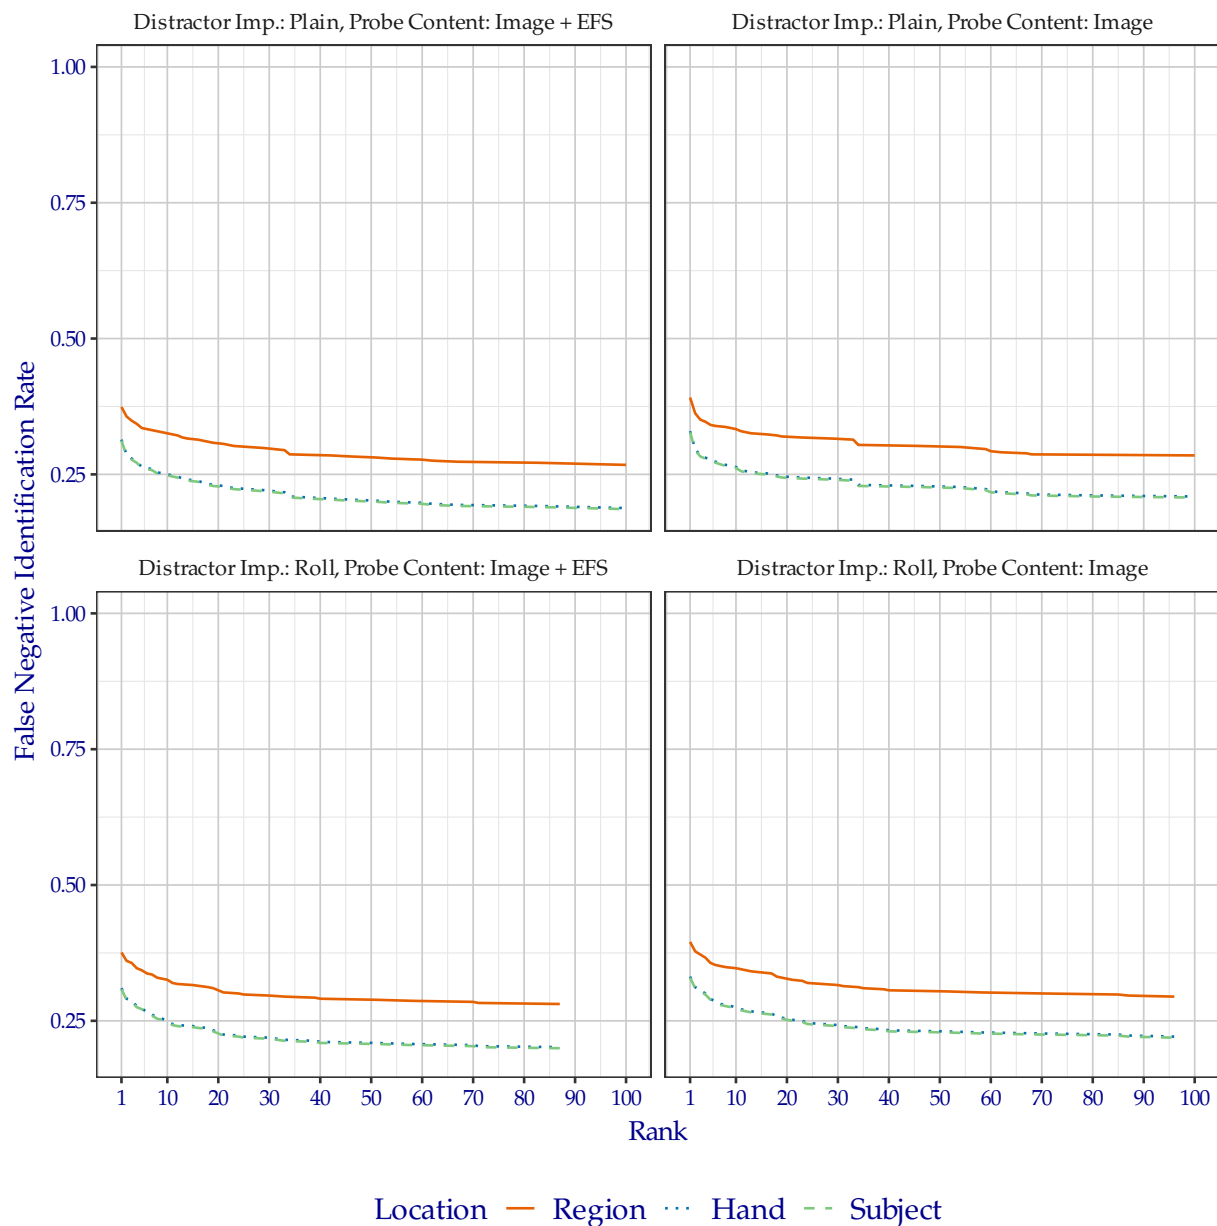 Distractor Imp.: Plain, Probe Content: Image + EFS
Distractor Imp.: Plain, Probe Content: Image
1.00
0.75
0.50
0.25
Distractor Imp.: Roll, Probe Content: Image + EFS
Distractor Imp.: Roll, Probe Content: Image
1.00
0.75
0.50
0.25
False Negative Identification Rate
1 10 20 30 40 50 60 70 80 90 100
1 10 20 30 40 50 60 70 80 90 100
Rank
Location Region Hand Subject